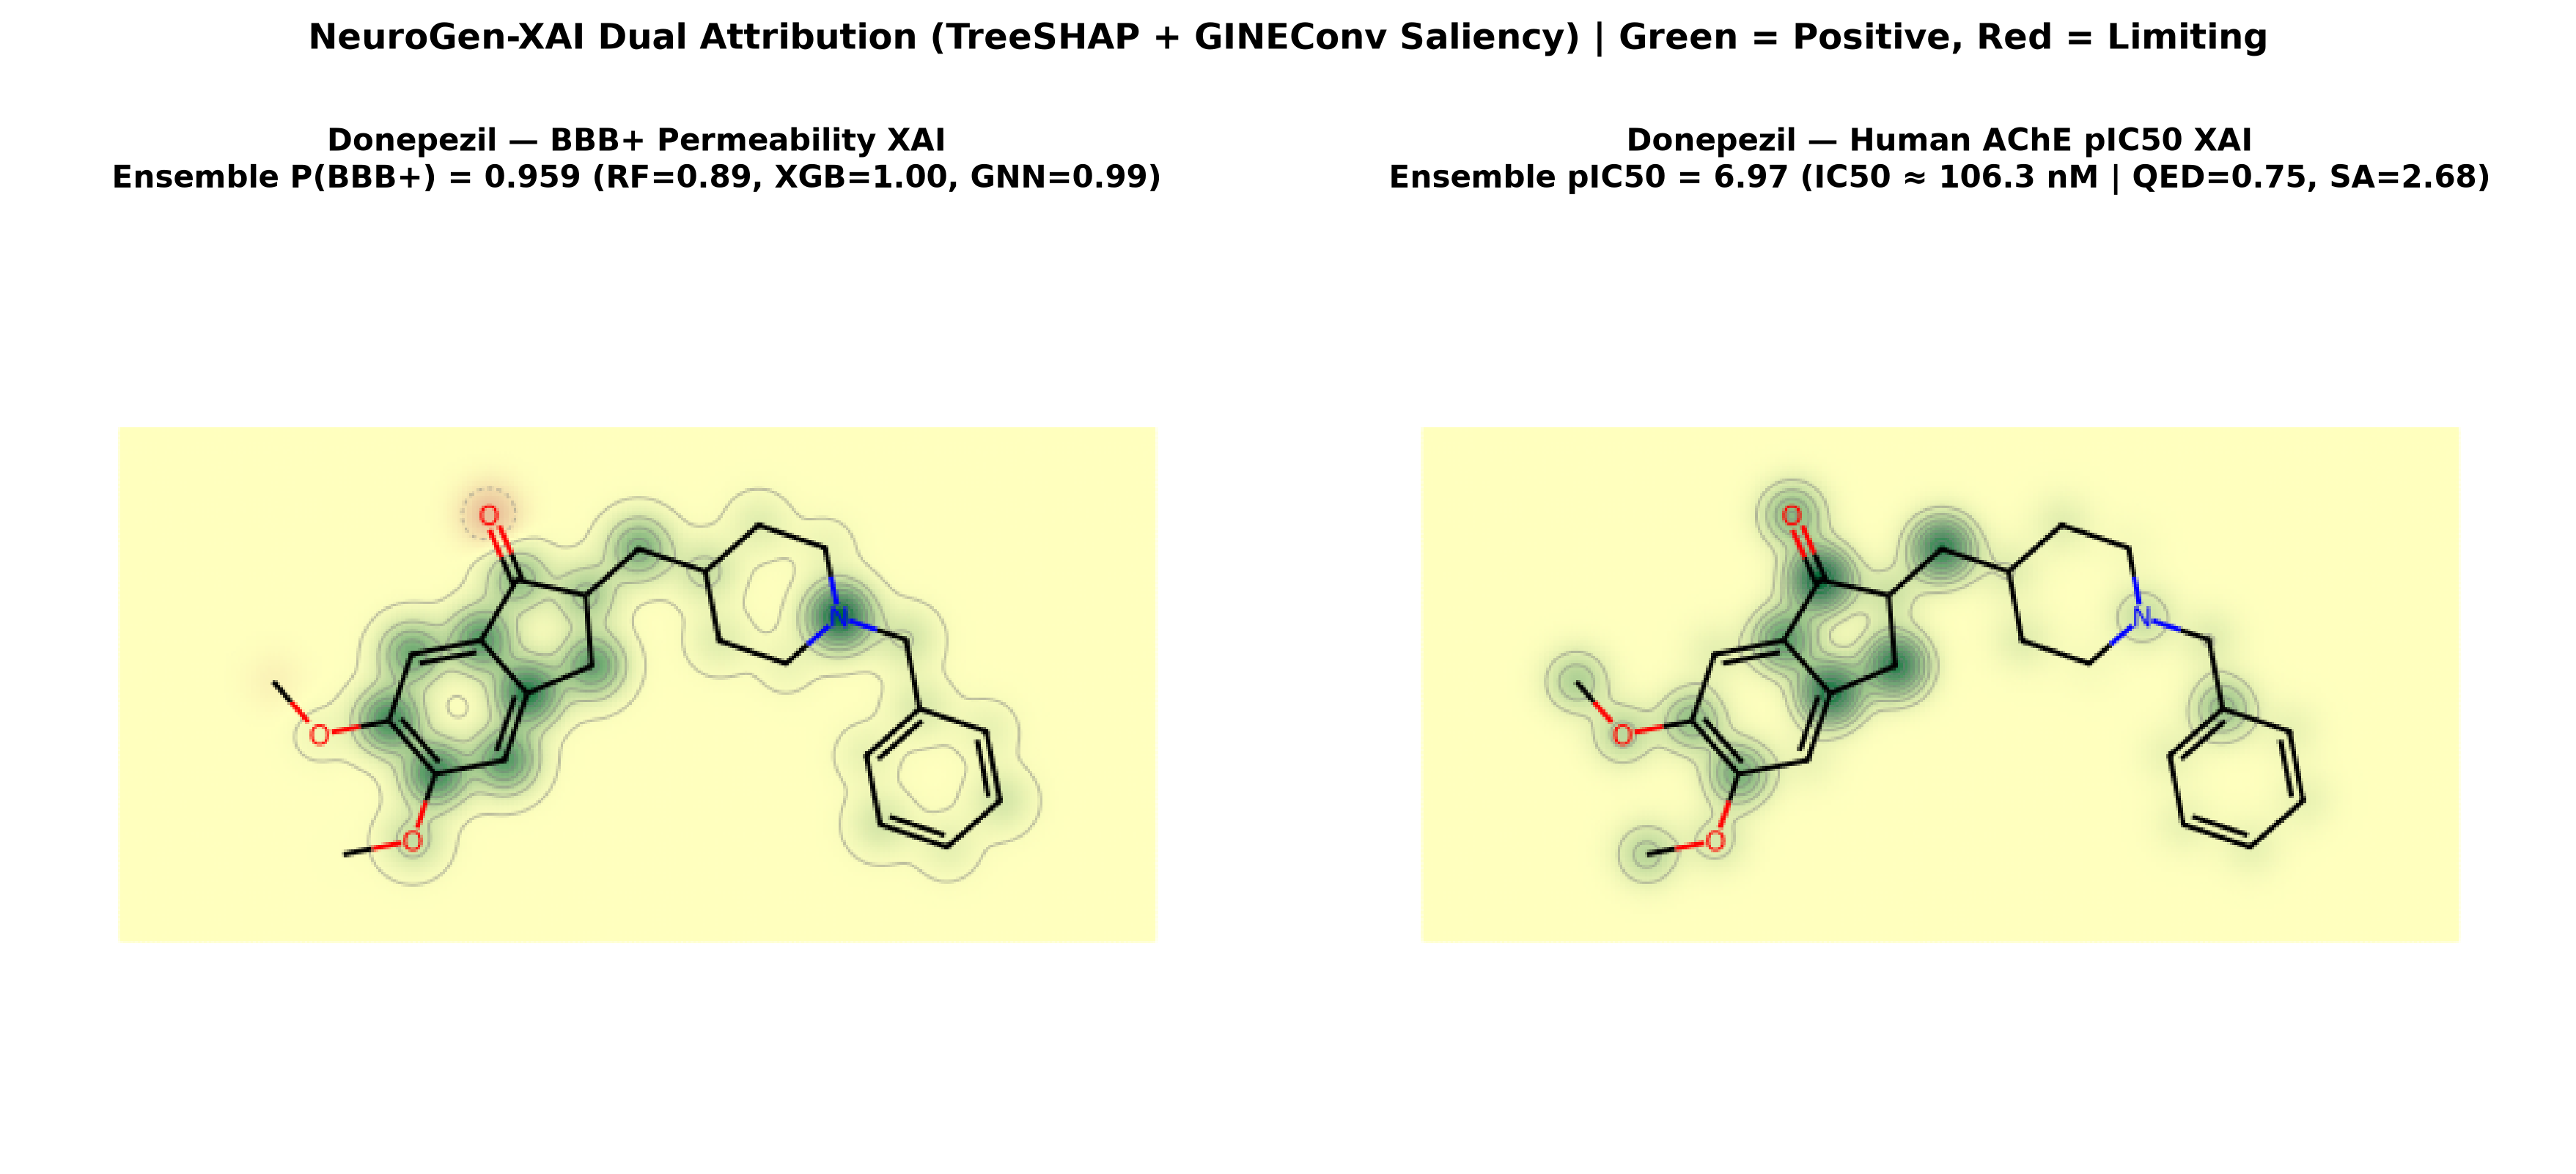 NeuroGen-XAI Dual Attribution (TreeSHAP + GINEConv Saliency) | Green = Positive, Red = Limiting
Donepezil — BBB+ Permeability XAI
Ensemble P(BBB+) = 0.959 (RF=0.89, XGB=1.00, GNN=0.99)
O
N
O
O
Donepezil — Human AChE pIC50 XAI
Ensemble pIC50 = 6.97 (IC50 ≈ 106.3 nM | QED=0.75, SA=2.68)
O
N
O
O